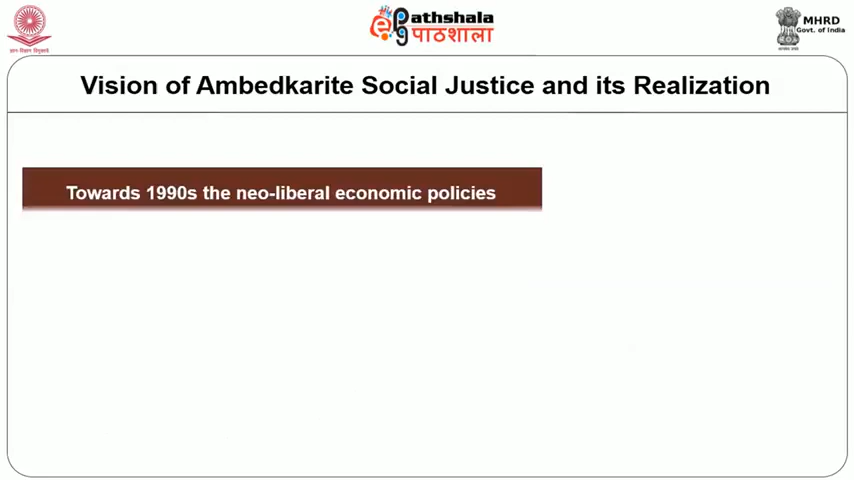 ePathshala
पाठशाला
MHRD
Govt. of India
Vision of Ambedkarite Social Justice and its Realization
Towards 1990s the neo-liberal economic policies